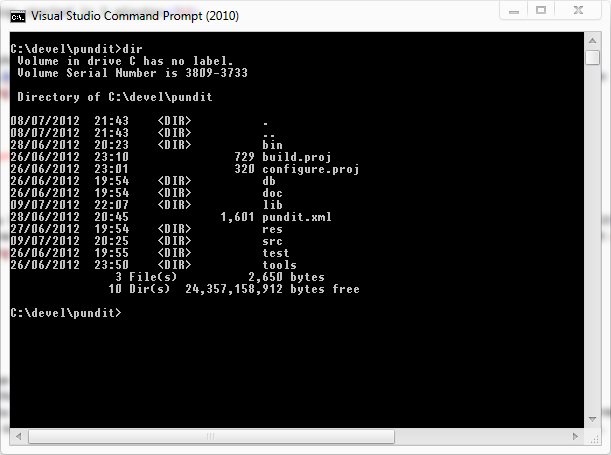 Visual Studio Command Prompt (2010)
C:\devel\pundit>dir
 Volume in drive C has no label.
 Volume Serial Number is 3809-3733

 Directory of C:\devel\pundit

08/07/2012  21:43    <DIR>          .
08/07/2012  21:43    <DIR>          ..
28/06/2012  20:23    <DIR>          bin
26/06/2012  23:10               729 build.proj
26/06/2012  23:01               320 configure.proj
26/06/2012  19:54    <DIR>          db
26/06/2012  19:54    <DIR>          doc
09/07/2012  22:07    <DIR>          lib
28/06/2012  20:45             1,601 pundit.xml
27/06/2012  19:54    <DIR>          res
09/07/2012  20:25    <DIR>          src
26/06/2012  19:55    <DIR>          test
26/06/2012  23:50    <DIR>          tools
               3 File(s)          2,650 bytes
              10 Dir(s)  24,357,158,912 bytes free

C:\devel\pundit>